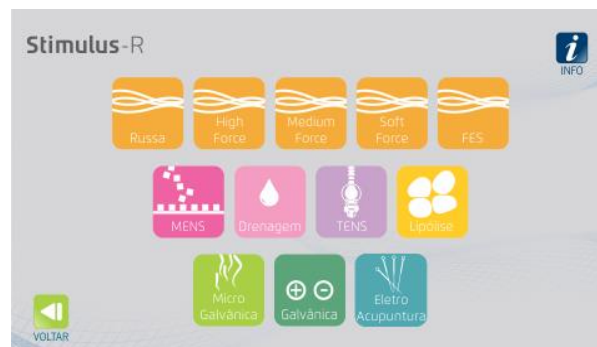 Stimulus-R
INFO
Russa
High
Force
Medium
Force
Soft
Force
FES
MENS
Drenagem
TENS
Lipólise
Micro
Galvânica
Galvânica
Eletro
Acupuntura
VOLTAR